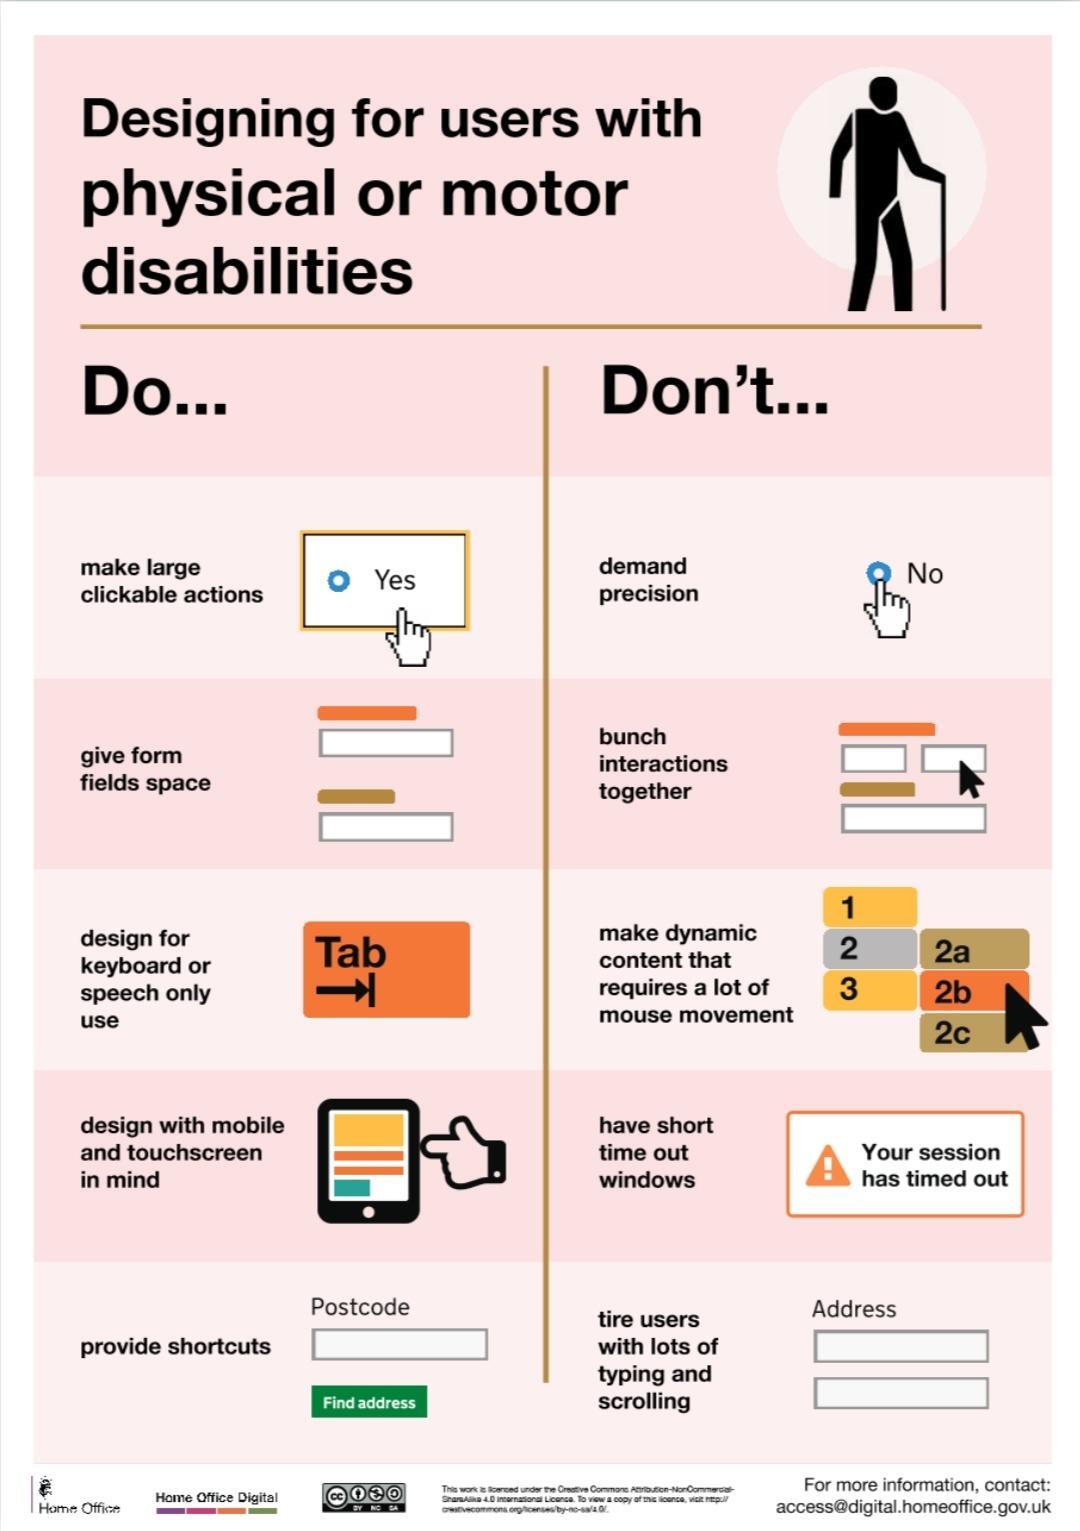 Designing for users with
physical or motor
disabilities
Do...
Don't...
make large
clickable actions
Yes
demand
precision
No
give form
fields space
bunch
interactions
together
design for
keyboard or
speech only
use
Tab
make dynamic
content that
requires a lot of
mouse movement
1
2
3
2a
2b
2c
design with mobile
and touchscreen
in mind
have short
time out
windows
Your session
has timed out
provide shortcuts
Postcode
Find address
tire users
with lots of
typing and
scrolling
Address
Home Office
Home Office Digital
cc
BY NC SA
This work is licensed under the Creative Commons Attribution-NonCommercial-
ShareAlike 4.0 International License. To view a copy of this license, visit http://
creativecommons.org/licenses/by-nc-sa/4.0/.
For more information, contact:
access@digital.homeoffice.gov.uk